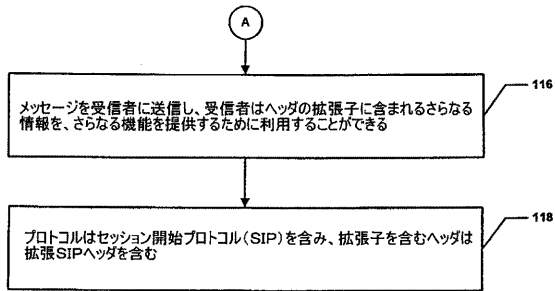 A
メッセージを受信者に送信し、受信者はヘッダの拡張子に含まれるさらなる
情報を、さらなる機能を提供するために利用することができる
116
プロトコルはセッション開始プロトコル(SIP)を含み、拡張子を含むヘッダは
拡張SIPヘッダを含む
118